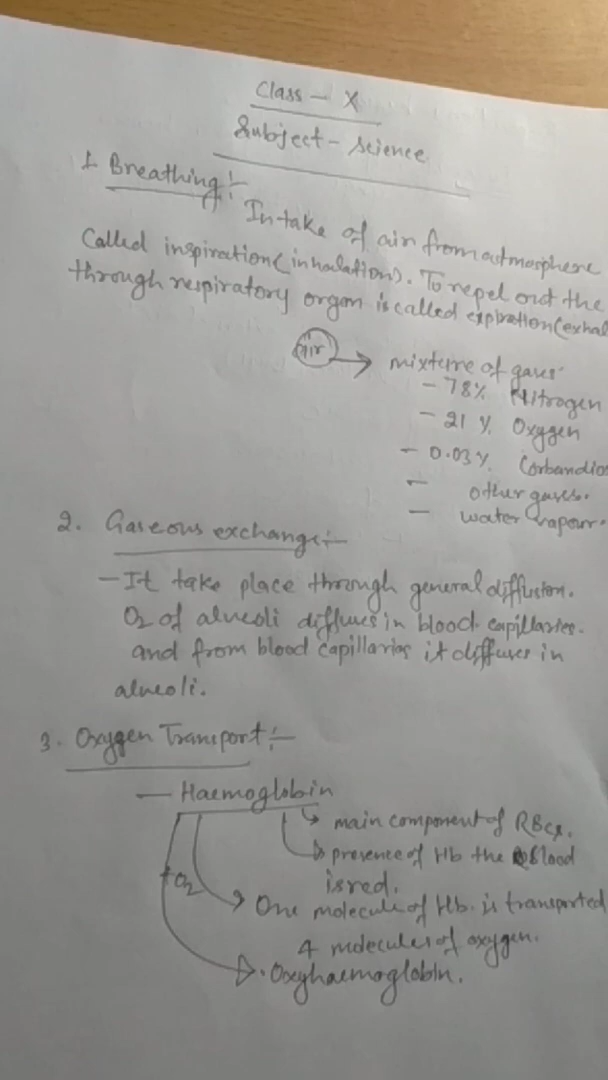 Class - X
Subject - Science
1. Breathing :- Intake of air from atmosphere
Called inspiration (inhalation). To repel out the
through respiratory organ is called expiration (exhal
air → mixture of gases
- 78% Nitrogen
- 21% Oxygen
- 0.03% Corbandio
- other gases.
- water vapour.
2. Gaseous exchange :-
- It take place through general diffusion.
O2 of alveoli diffuses in blood capillaries.
and from blood capillaries it diffuses in
alveoli.
3. Oxygen Transport :-
- Haemoglobin
→ main component of RBCs.
→ presence of Hb the Blood
is red.
+O2
→ One molecule of Hb. is transported
4 molecules of oxygen.
→ Oxyhaemoglobin.